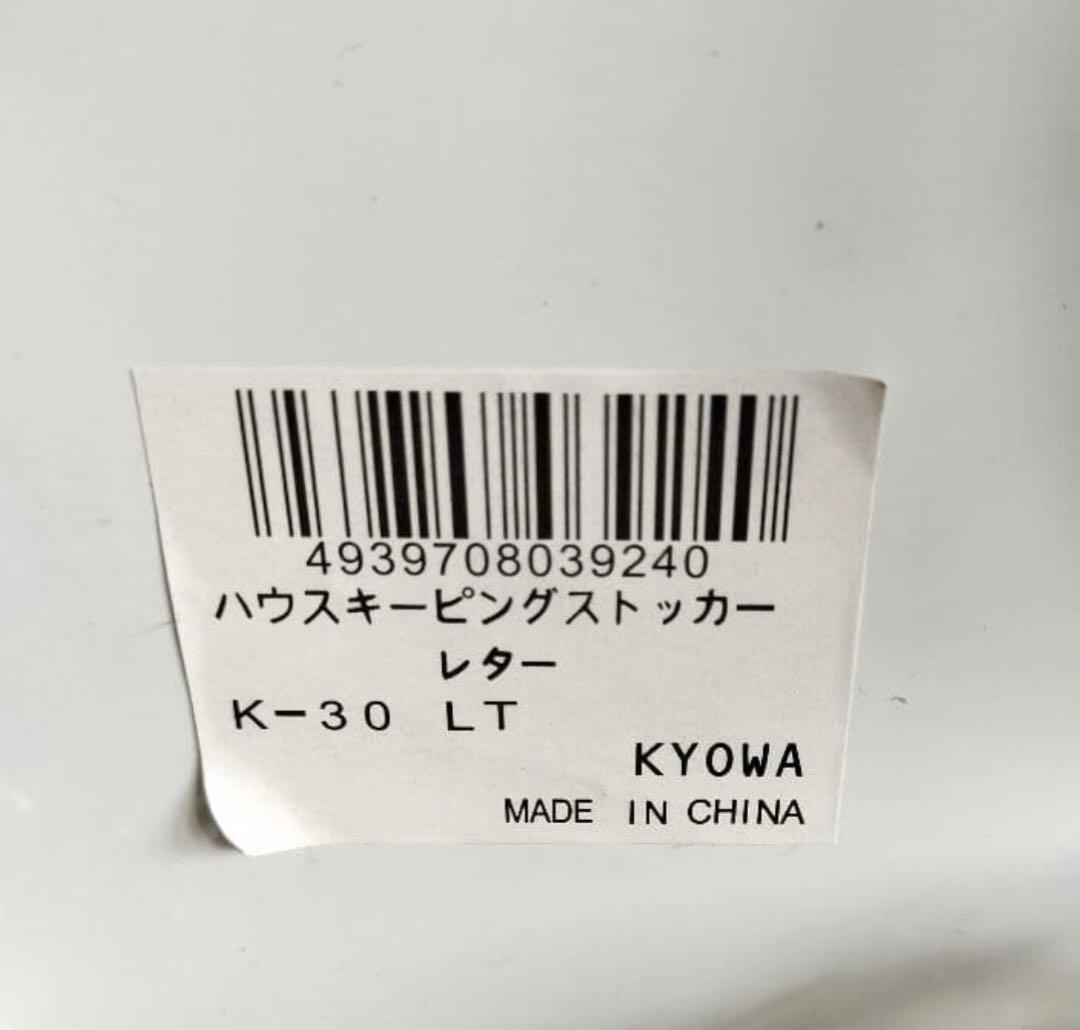 4939708039240
ハウスキーピングストッカー
レター
K-30 LT
KYOWA
MADE IN CHINA